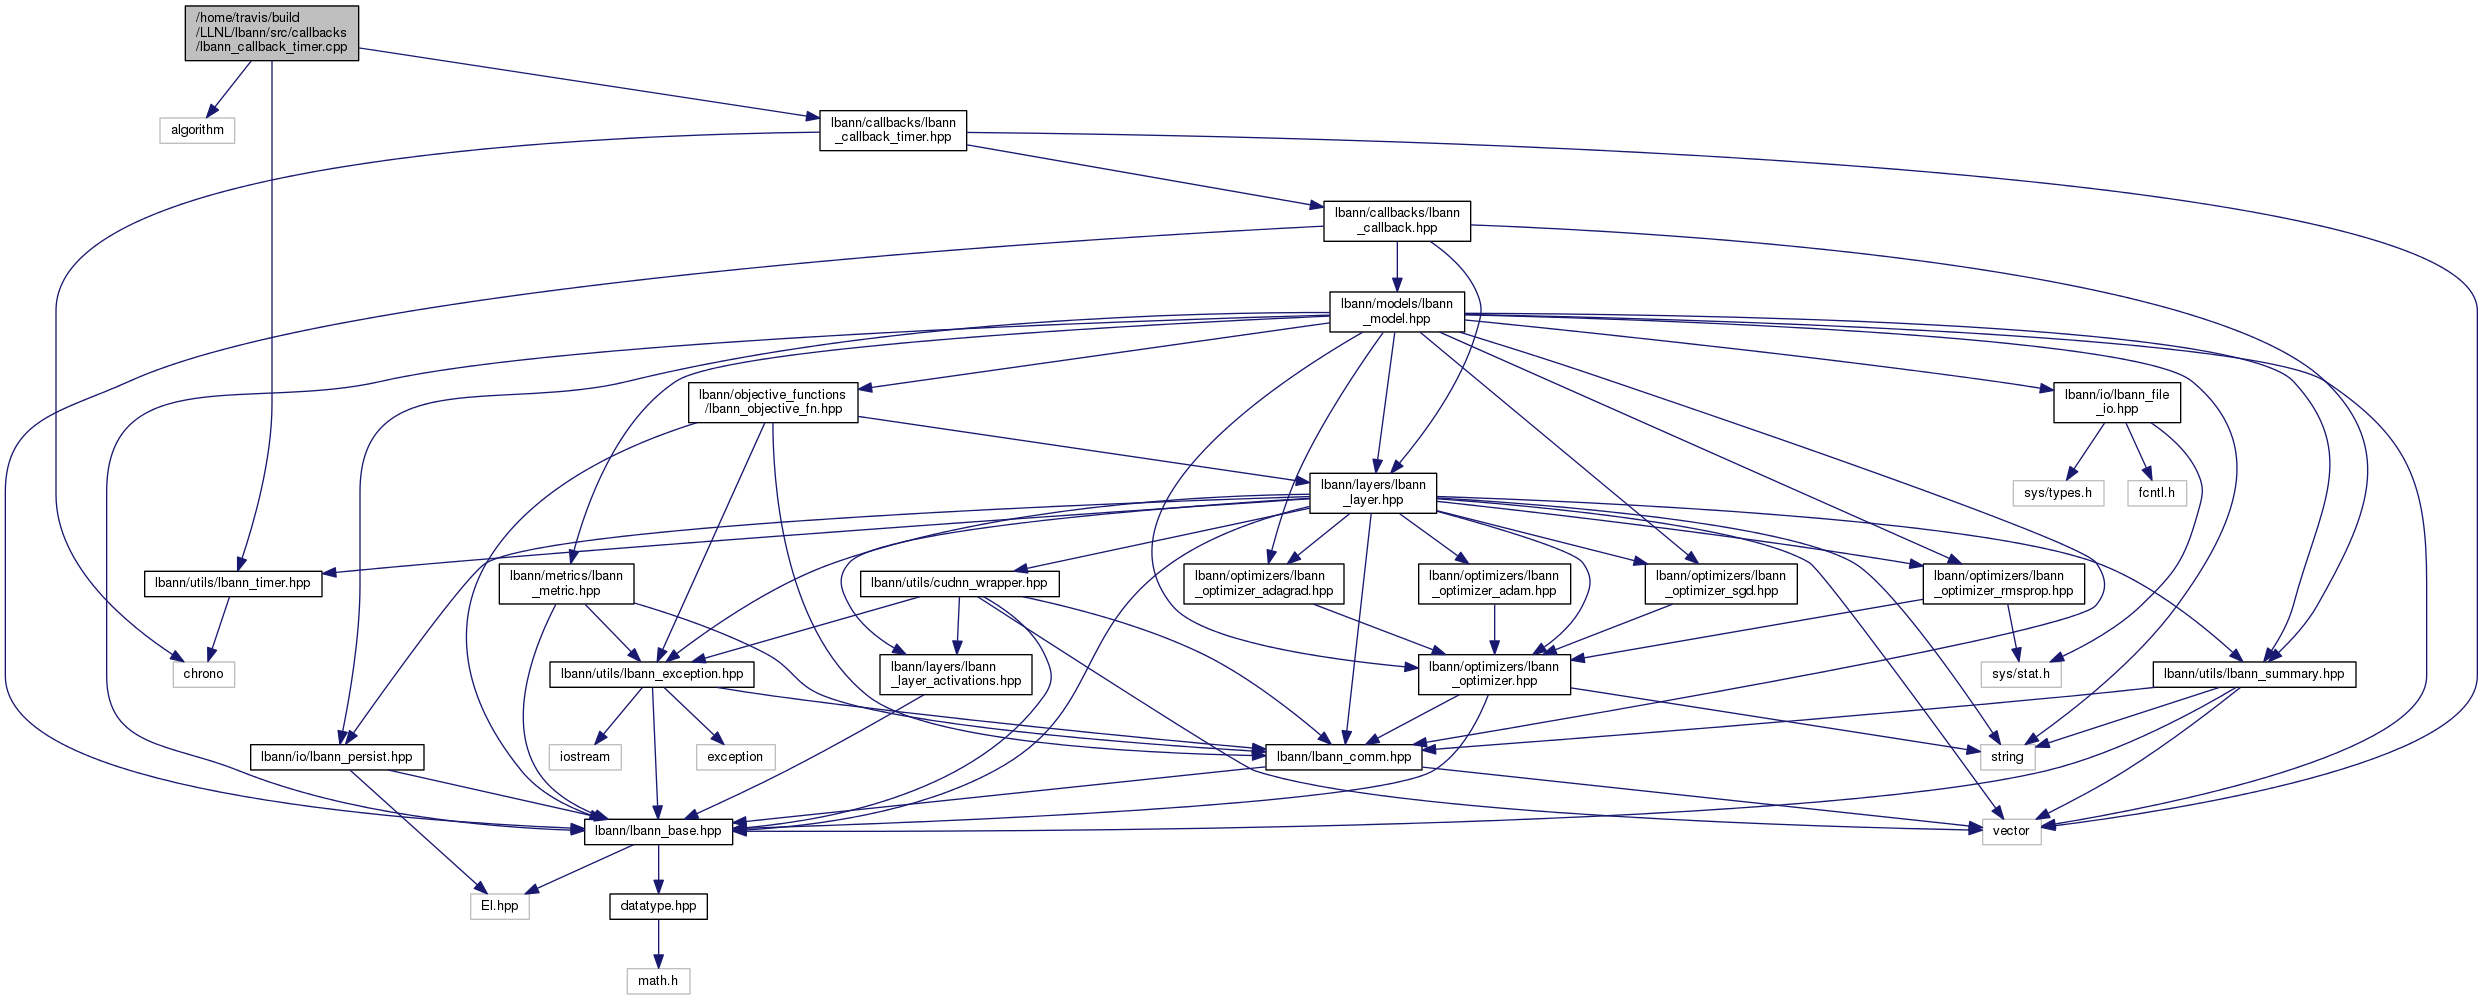 /home/travis/build
/LLNL/lbann/src/callbacks
/lbann_callback_timer.cpp
algorithm
lbann/callbacks/lbann
_callback_timer.hpp
lbann/callbacks/lbann
_callback.hpp
lbann/models/lbann
_model.hpp
lbann/objective_functions
/lbann_objective_fn.hpp
lbann/io/lbann_file
_io.hpp
lbann/layers/lbann
_layer.hpp
sys/types.h
fcntl.h
lbann/utils/lbann_timer.hpp
lbann/metrics/lbann
_metric.hpp
lbann/utils/cudnn_wrapper.hpp
lbann/optimizers/lbann
_optimizer_adagrad.hpp
lbann/optimizers/lbann
_optimizer_adam.hpp
lbann/optimizers/lbann
_optimizer_sgd.hpp
lbann/optimizers/lbann
_optimizer_rmsprop.hpp
chrono
lbann/utils/lbann_exception.hpp
lbann/layers/lbann
_layer_activations.hpp
lbann/optimizers/lbann
_optimizer.hpp
sys/stat.h
lbann/utils/lbann_summary.hpp
lbann/io/lbann_persist.hpp
iostream
exception
lbann/lbann_comm.hpp
string
lbann/lbann_base.hpp
vector
El.hpp
datatype.hpp
math.h